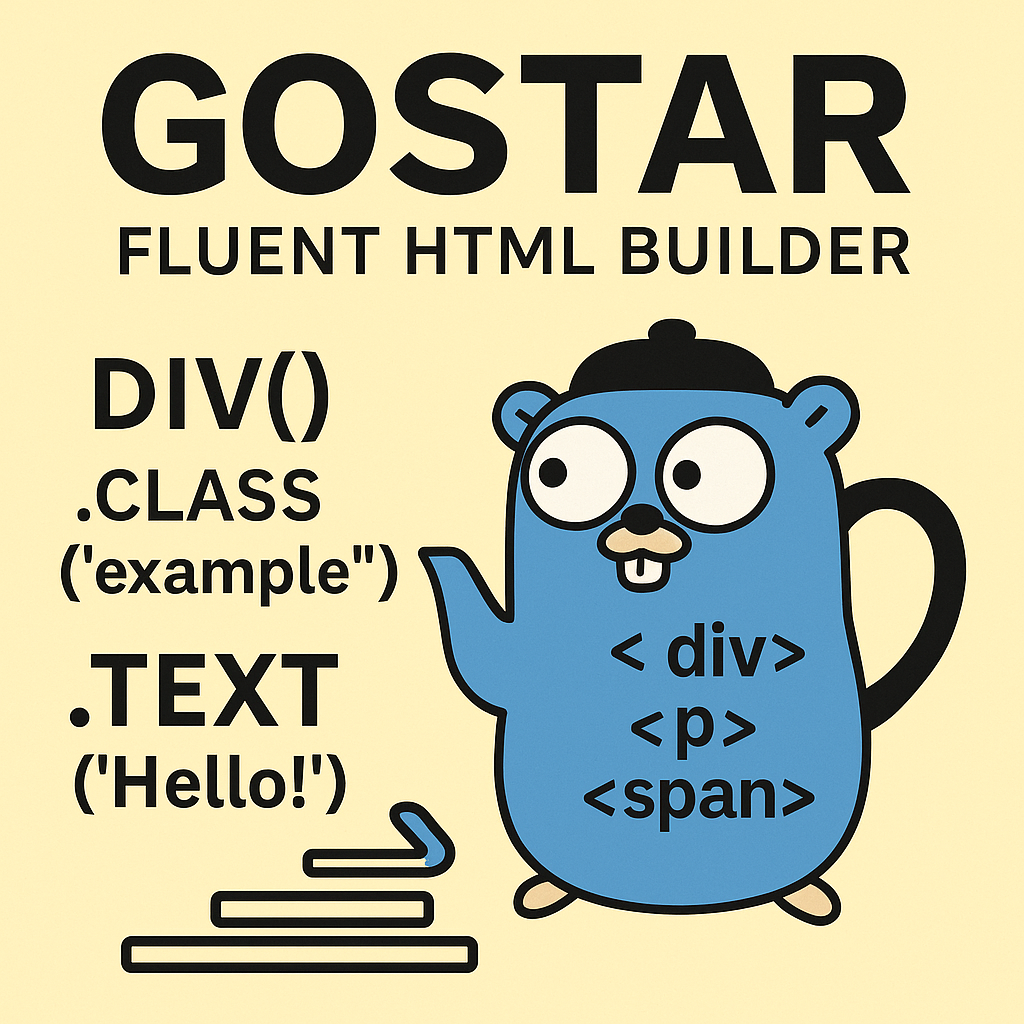 GOSTAR
FLUENT HTML BUILDER
DIV()
.CLASS
('example")
.TEXT
('Hello!')
< div>
<p>
<span>